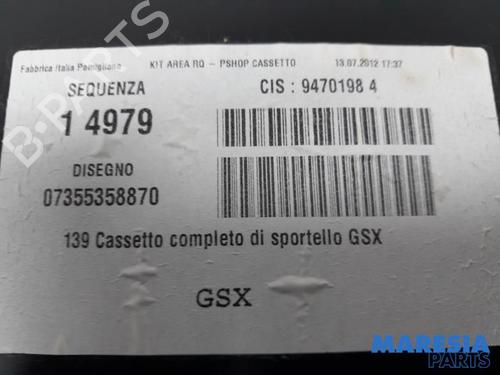 Fabbrica Italia Pomigliano KIT AREA RQ - PSHOP CASSETTO 13.07.2012 17:37
SEQUENZA CIS : 9470198 4
1 4979
DISEGNO
07355358870
139 Cassetto completo di sportello GSX
GSX
B-PARTS
MARESIA
PARTS